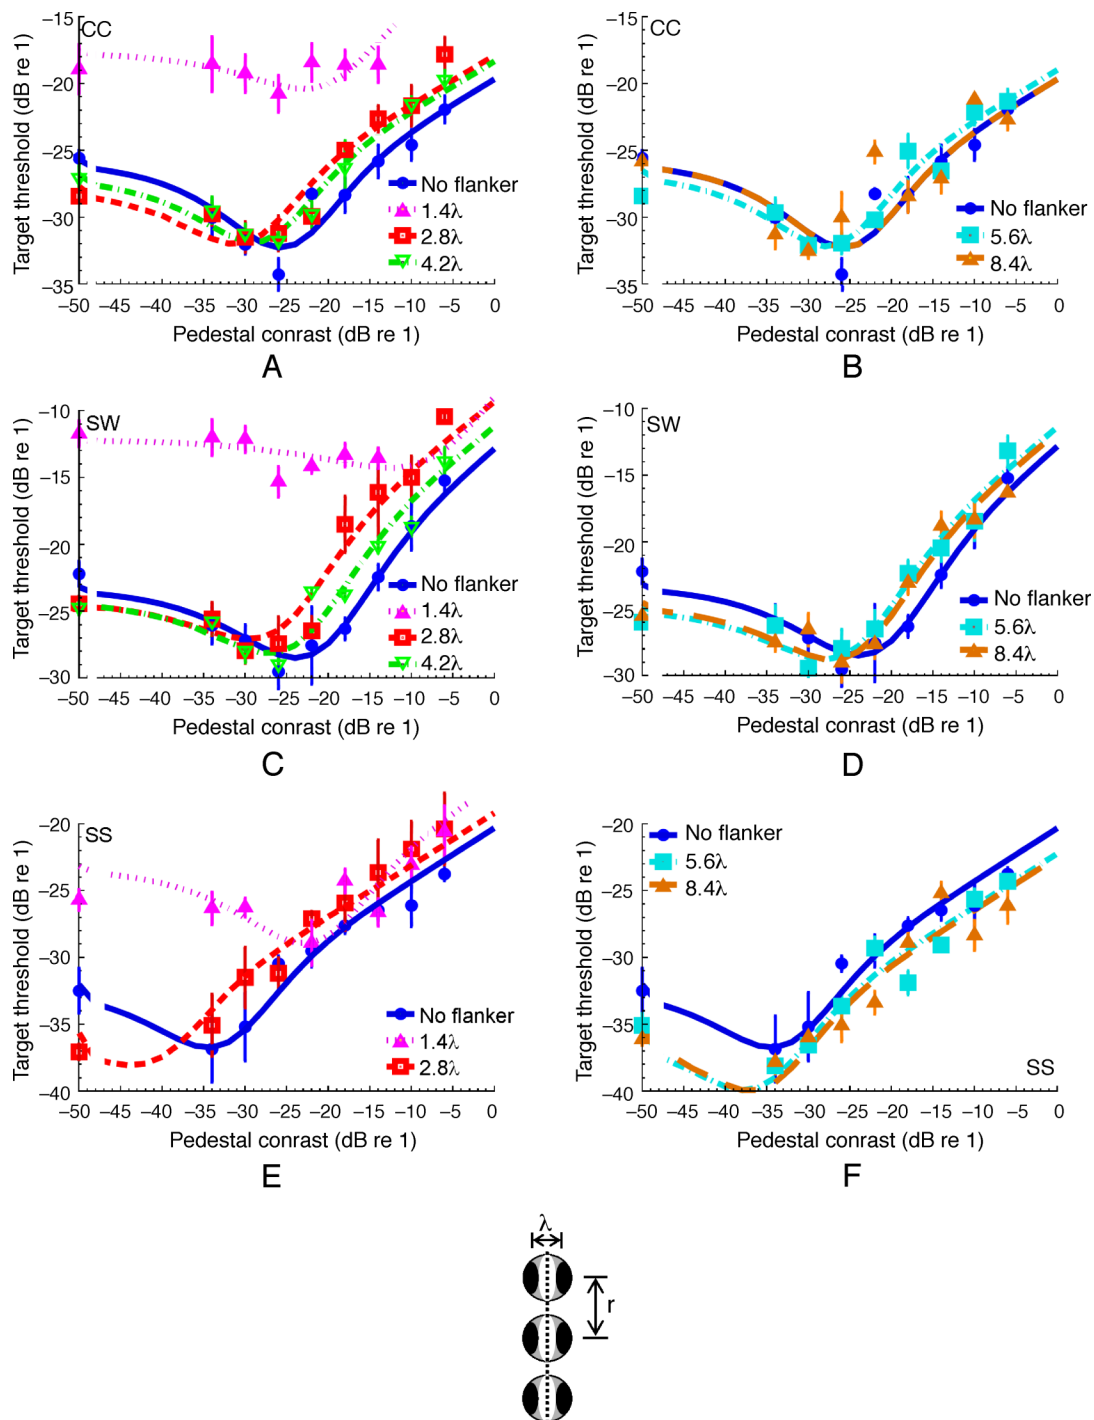 CC
−15
−20
−25
−30
−35
Target threshold (dB re 1)
−50 −45 −40 −35 −30 −25 −20 −15 −10 −5 0
Pedestal conrast (dB re 1)
No flanker
1.4λ
2.8λ
4.2λ
A
CC
−15
−20
−25
−30
−35
Target threshold (dB re 1)
−50 −45 −40 −35 −30 −25 −20 −15 −10 −5 0
Pedestal conrast (dB re 1)
No flanker
5.6λ
8.4λ
B
SW
−10
−15
−20
−25
−30
Target threshold (dB re 1)
−50 −45 −40 −35 −30 −25 −20 −15 −10 −5 0
Pedestal conrast (dB re 1)
No flanker
1.4λ
2.8λ
4.2λ
C
SW
−10
−15
−20
−25
−30
Target threshold (dB re 1)
−50 −45 −40 −35 −30 −25 −20 −15 −10 −5 0
Pedestal conrast (dB re 1)
No flanker
5.6λ
8.4λ
D
SS
−20
−25
−30
−35
−40
Target threshold (dB re 1)
−50 −45 −40 −35 −30 −25 −20 −15 −10 −5 0
Pedestal conrast (dB re 1)
No flanker
1.4λ
2.8λ
E
No flanker
5.6λ
8.4λ
−20
−25
−30
−35
−40
Target threshold (dB re 1)
SS
−50 −45 −40 −35 −30 −25 −20 −15 −10 −5 0
Pedestal conrast (dB re 1)
F
λ
r